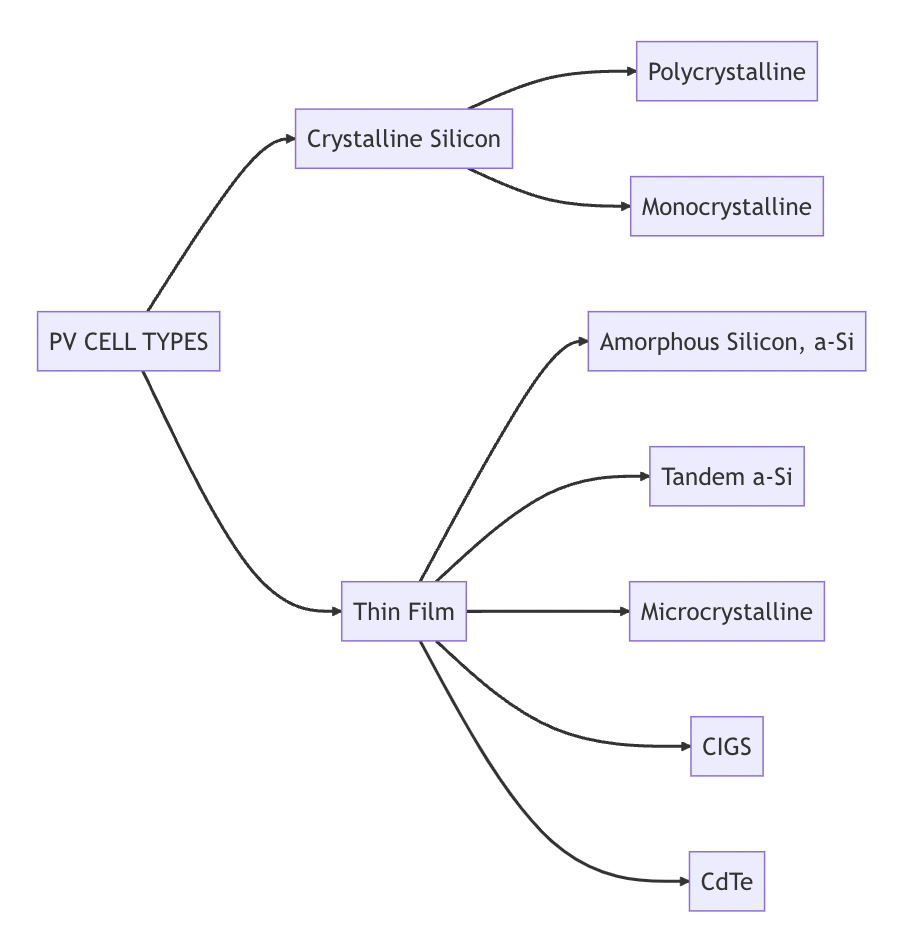 PV CELL TYPES
Crystalline Silicon
Polycrystalline
Monocrystalline
Thin Film
Amorphous Silicon, a-Si
Tandem a-Si
Microcrystalline
CIGS
CdTe